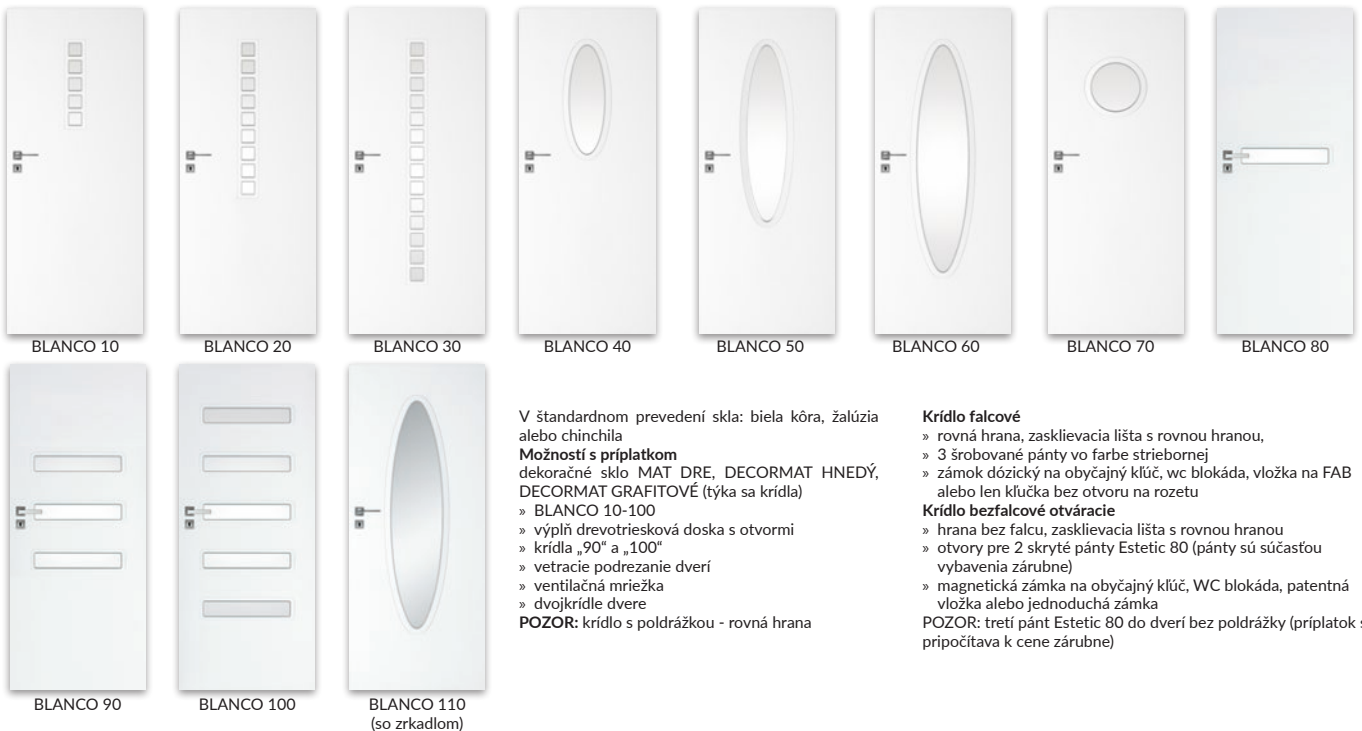 BLANCO 10
BLANCO 20
BLANCO 30
BLANCO 40
BLANCO 50
BLANCO 60
BLANCO 70
BLANCO 80
BLANCO 90
BLANCO 100
BLANCO 110
(so zrkadlom)
V štandardnom prevedení skla: biela kôra, žalúzia
alebo chinchila
Možností s príplatkom
dekoračné sklo MAT DRE, DECORMAT HNEDÝ,
DECORMAT GRAFITOVÉ (týka sa krídla)
» BLANCO 10-100
» výplň drevotriesková doska s otvormi
» krídla „90“ a „100“
» vetracie podrezanie dverí
» ventilačná mriežka
» dvojkrídle dvere
POZOR: krídlo s poldrážkou - rovná hrana
Krídlo falcové
» rovná hrana, zasklievacia lišta s rovnou hranou,
» 3 šrobované pánty vo farbe striebornej
» zámok dózický na obyčajný kľúč, wc blokáda, vložka na FAB
alebo len kľučka bez otvoru na rozetu
Krídlo bezfalcové otváracie
» hrana bez falcu, zasklievacia lišta s rovnou hranou
» otvory pre 2 skryté pánty Estetic 80 (pánty sú súčasťou
vybavenia zárubne)
» magnetická zámka na obyčajný kľúč, WC blokáda, patentná
vložka alebo jednoduchá zámka
POZOR: tretí pánt Estetic 80 do dverí bez poldrážky (príplatok s
pripočítava k cene zárubne)